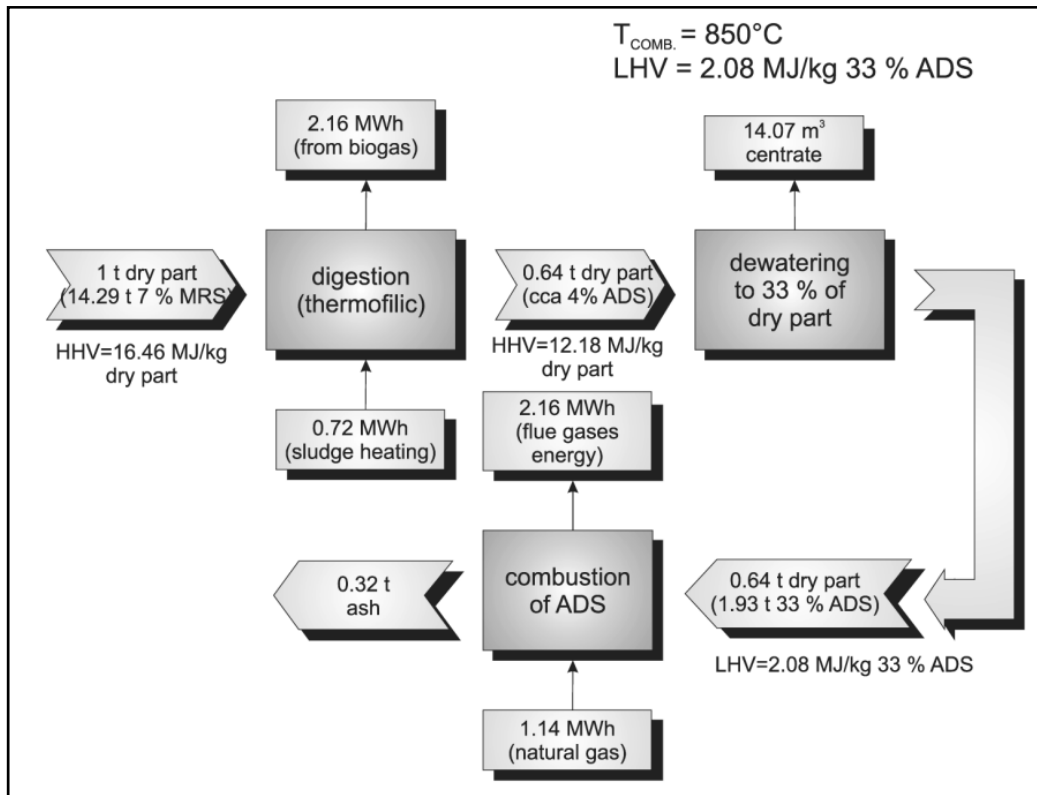 T COMB. = 850°C
LHV = 2.08 MJ/kg 33 % ADS
2.16 MWh
(from biogas)
14.07 m³
centrate
1 t dry part
(14.29 t 7 % MRS)
HHV=16.46 MJ/kg
dry part
digestion
(thermofilic)
0.72 MWh
(sludge heating)
0.64 t dry part
(cca 4% ADS)
HHV=12.18 MJ/kg
dry part
dewatering
to 33 % of
dry part
2.16 MWh
(flue gases
energy)
0.32 t
ash
combustion
of ADS
0.64 t dry part
(1.93 t 33 % ADS)
LHV=2.08 MJ/kg 33 % ADS
1.14 MWh
(natural gas)